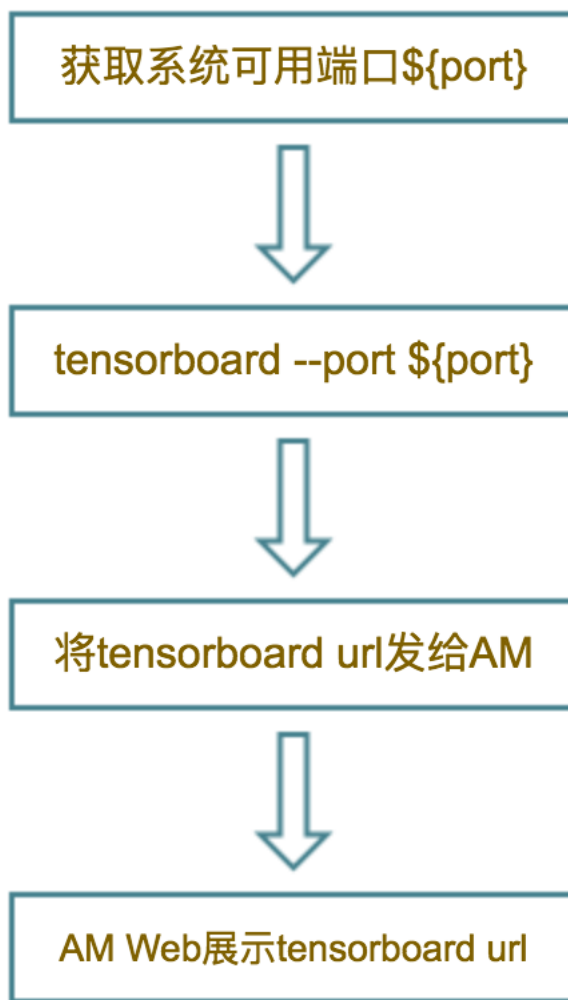 获取系统可用端口${port}
tensorboard --port ${port}
将tensorboard url发给AM
AM Web展示tensorboard url